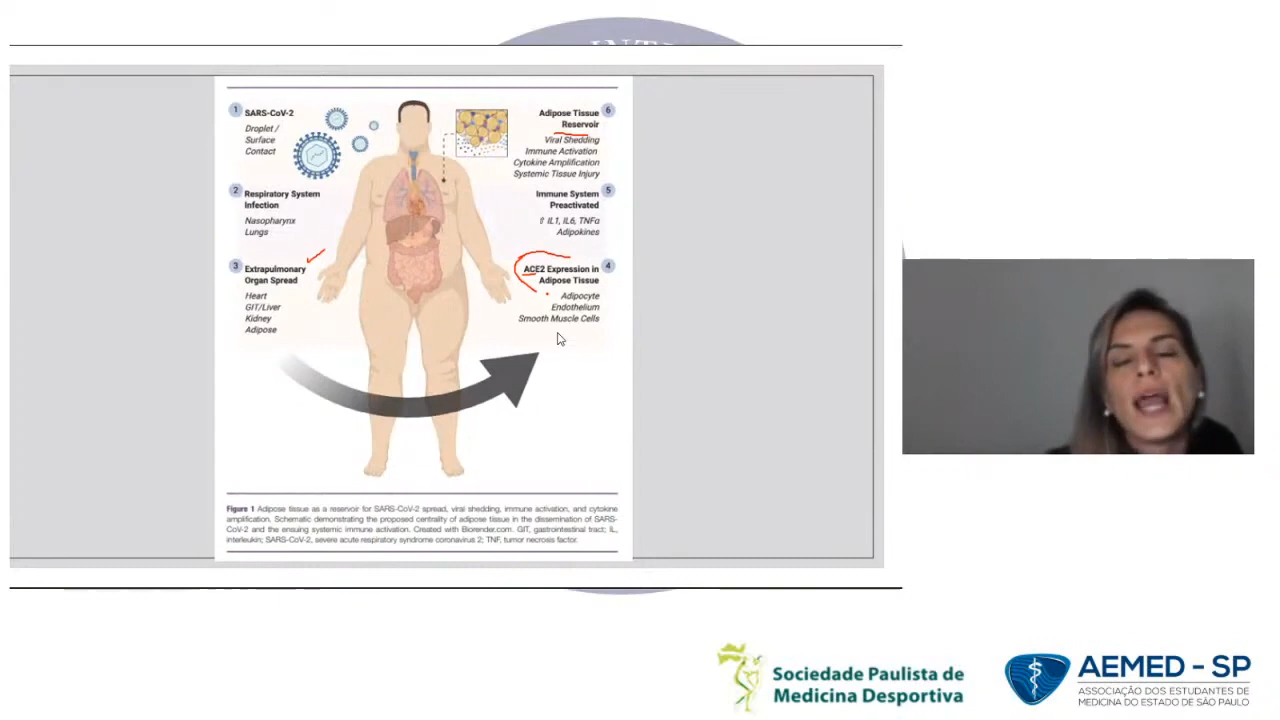 1
SARS-CoV-2
Droplet /
Surface
Contact
2
Respiratory System
Infection
Nasopharynx
Lungs
3
Extrapulmonary
Organ Spread
Heart
GIT/Liver
Kidney
Adipose
Adipose Tissue 6
Reservoir
Viral Shedding
Immune Activation
Cytokine Amplification
Systemic Tissue Injury
Immune System 5
Preactivated
⇧ IL1, IL6, TNFα
Adipokines
ACE2 Expression in 4
Adipose Tissue
Adipocyte
Endothelium
Smooth Muscle Cells
Figure 1 Adipose tissue as a reservoir for SARS-CoV-2 spread, viral shedding, immune activation, and cytokine
amplification. Schematic demonstrating the proposed centrality of adipose tissue in the dissemination of SARS-
CoV-2 and the ensuing systemic immune activation. Created with Biorender.com. GIT, gastrointestinal tract; IL,
interleukin; SARS-CoV-2, severe acute respiratory syndrome coronavirus 2; TNF, tumor necrosis factor.
Sociedade Paulista de
Medicina Desportiva
AEMED - SP
ASSOCIAÇÃO DOS ESTUDANTES DE
MEDICINA DO ESTADO DE SÃO PAULO